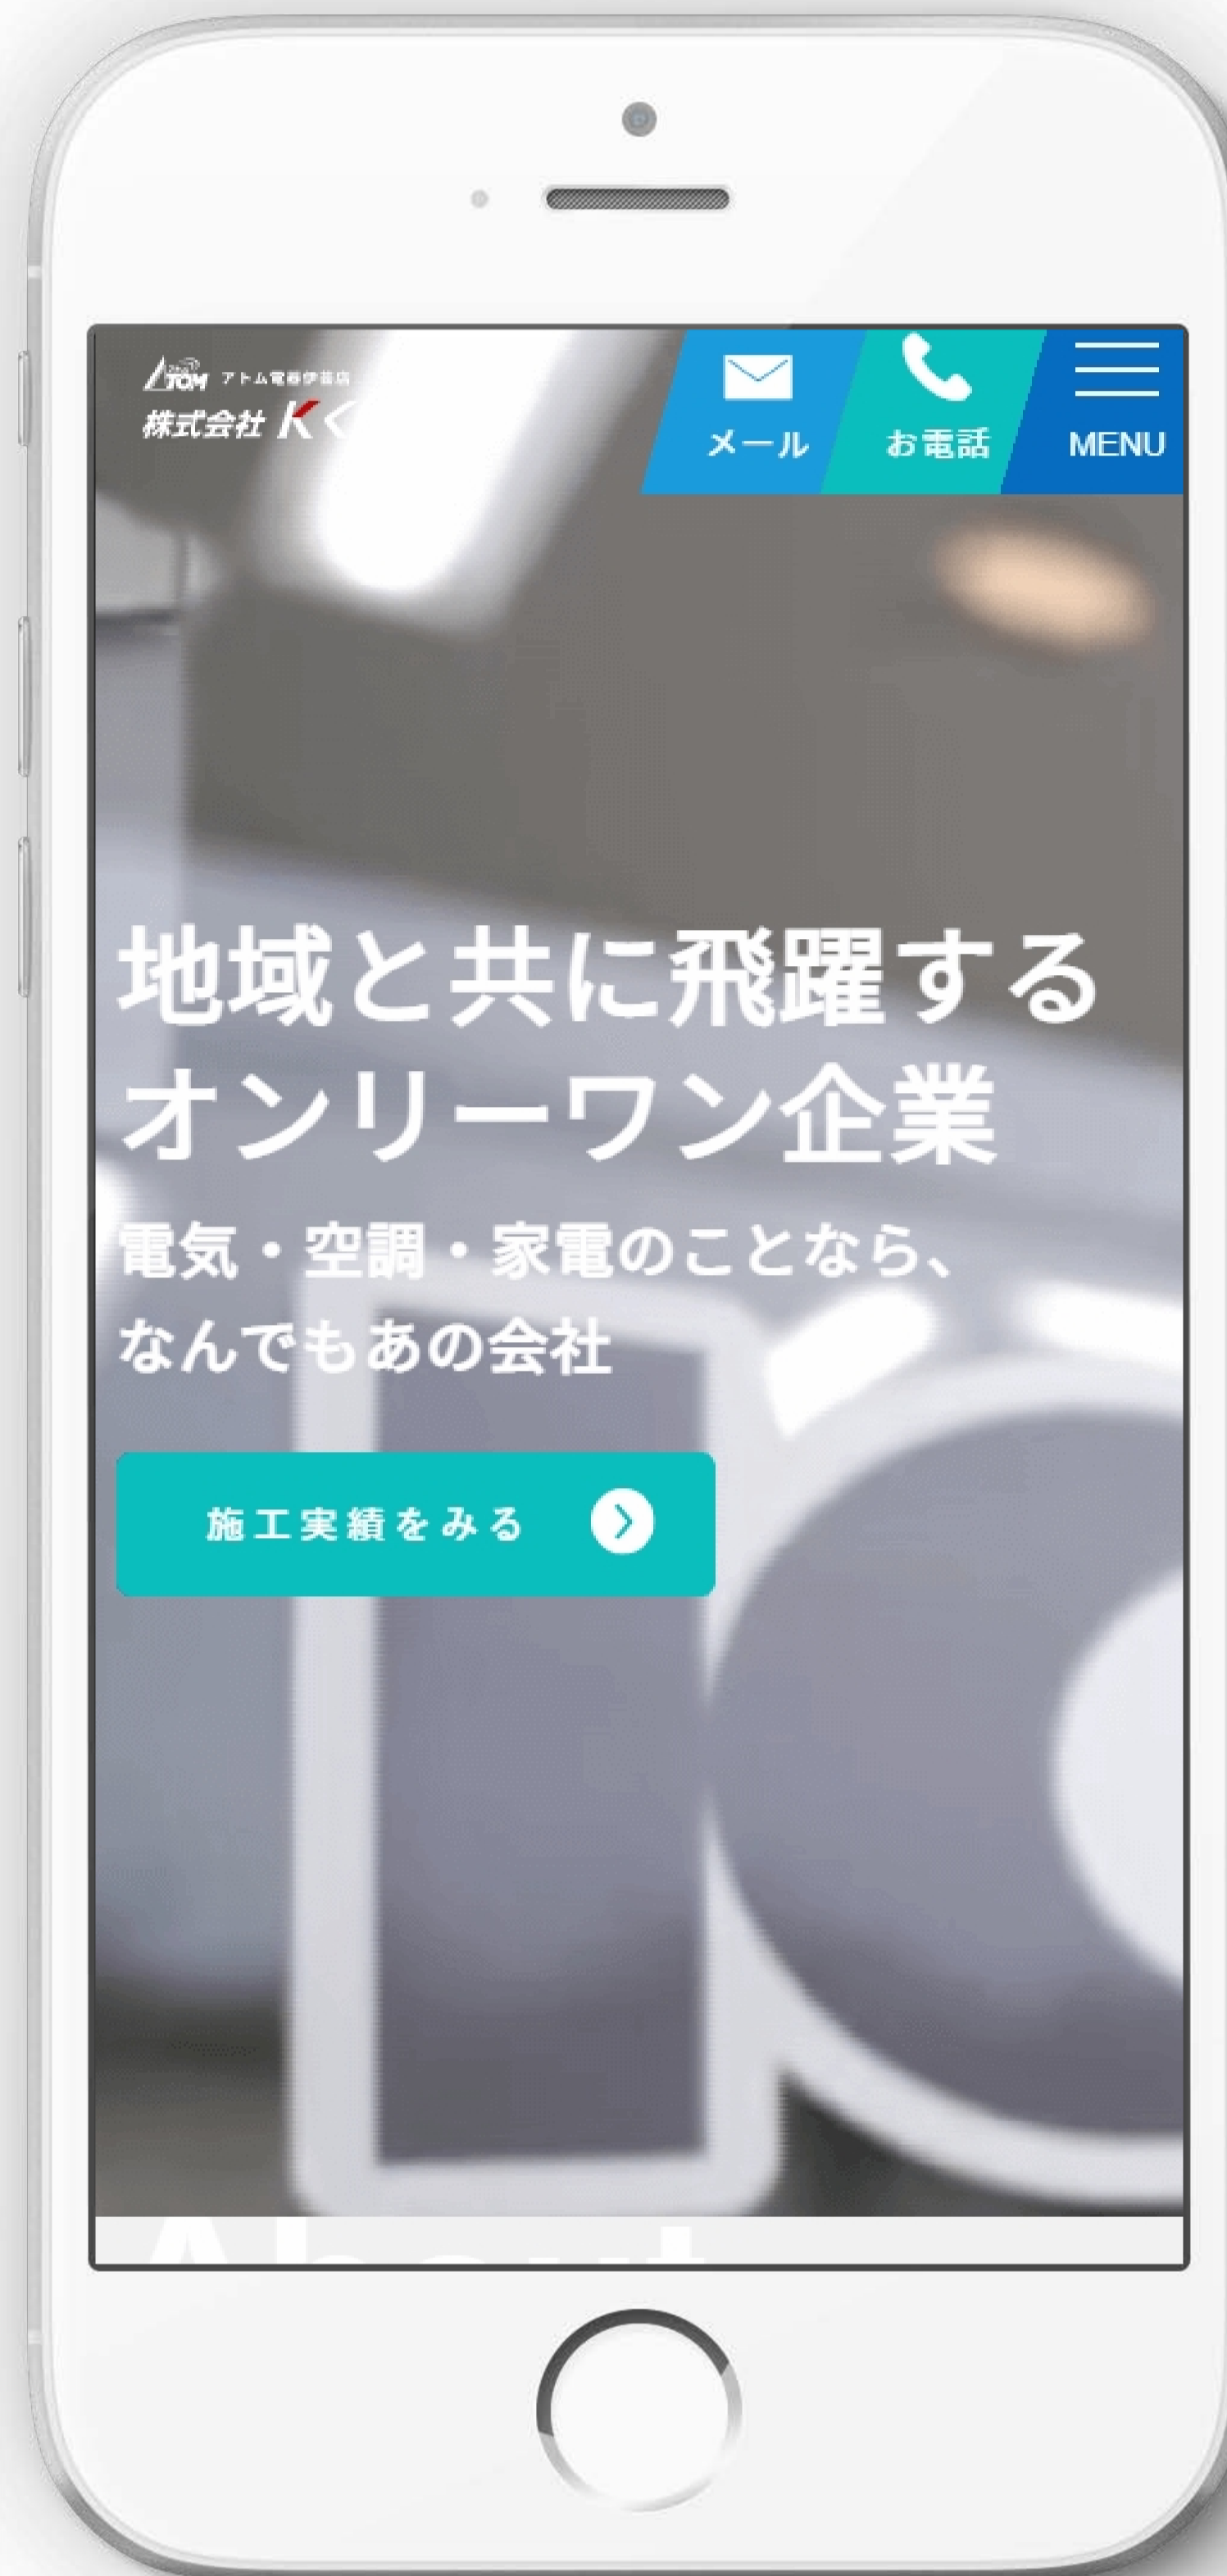 ATOM アトム電器伊芸店
株式会社 K
メール
お電話
MENU
地域と共に飛躍する
オンリーワン企業
電気・空調・家電のことなら、
なんでもあの会社
施工実績をみる
About